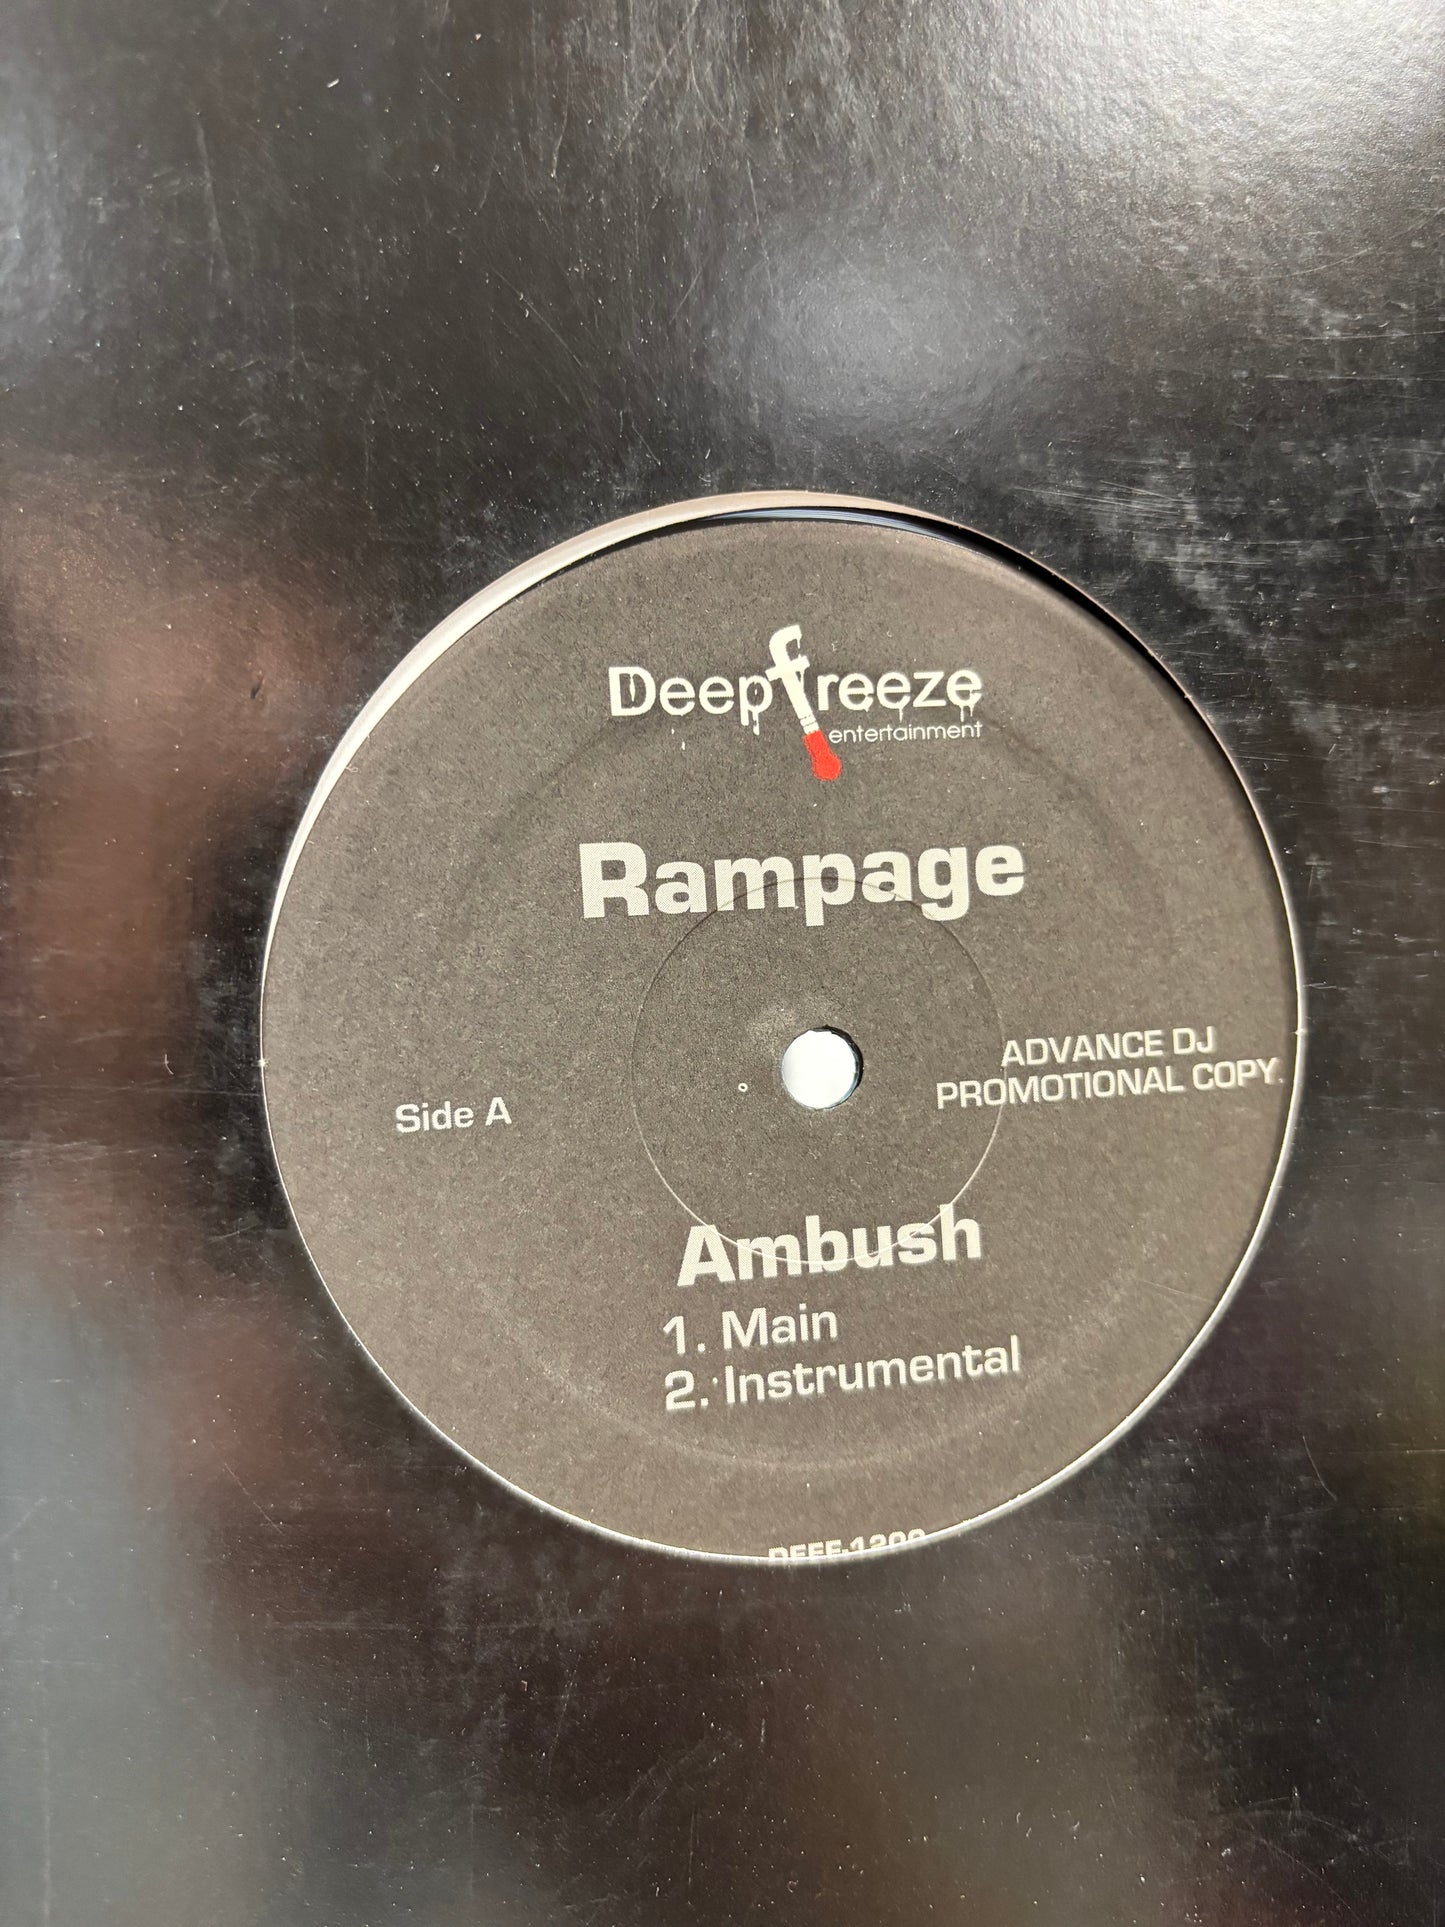 Deepfreeze
entertainment
Rampage
ADVANCE DJ
PROMOTIONAL COPY.
Side A
Ambush
1. Main
2. Instrumental